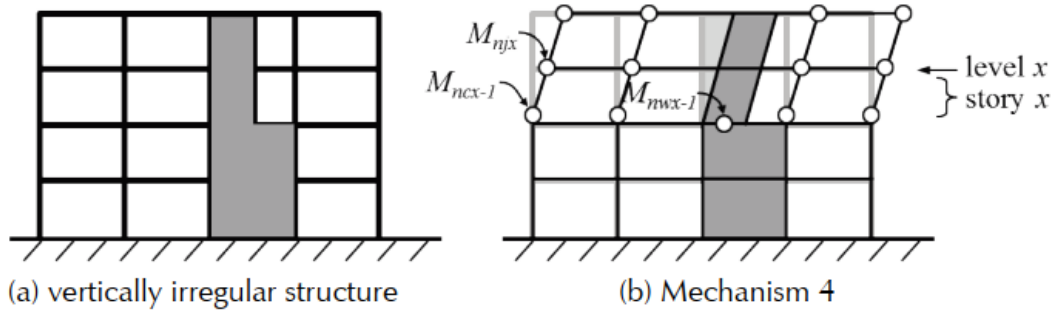 M_njx
M_ncx-1
M_nwx-1
level x
story x
(a) vertically irregular structure
(b) Mechanism 4